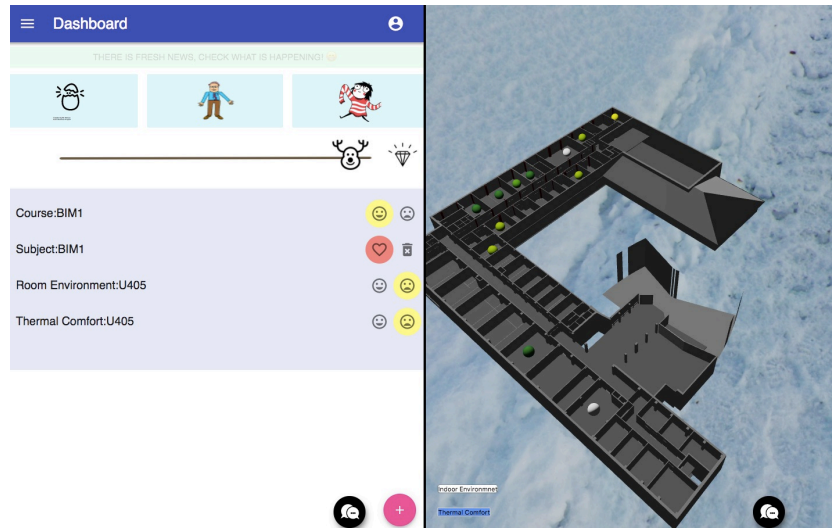 Dashboard
THERE IS FRESH NEWS, CHECK WHAT IS HAPPENING!
Course:BIM1
Subject:BIM1
Room Environment:U405
Thermal Comfort:U405
Indoor Environmnet
Thermal Comfort